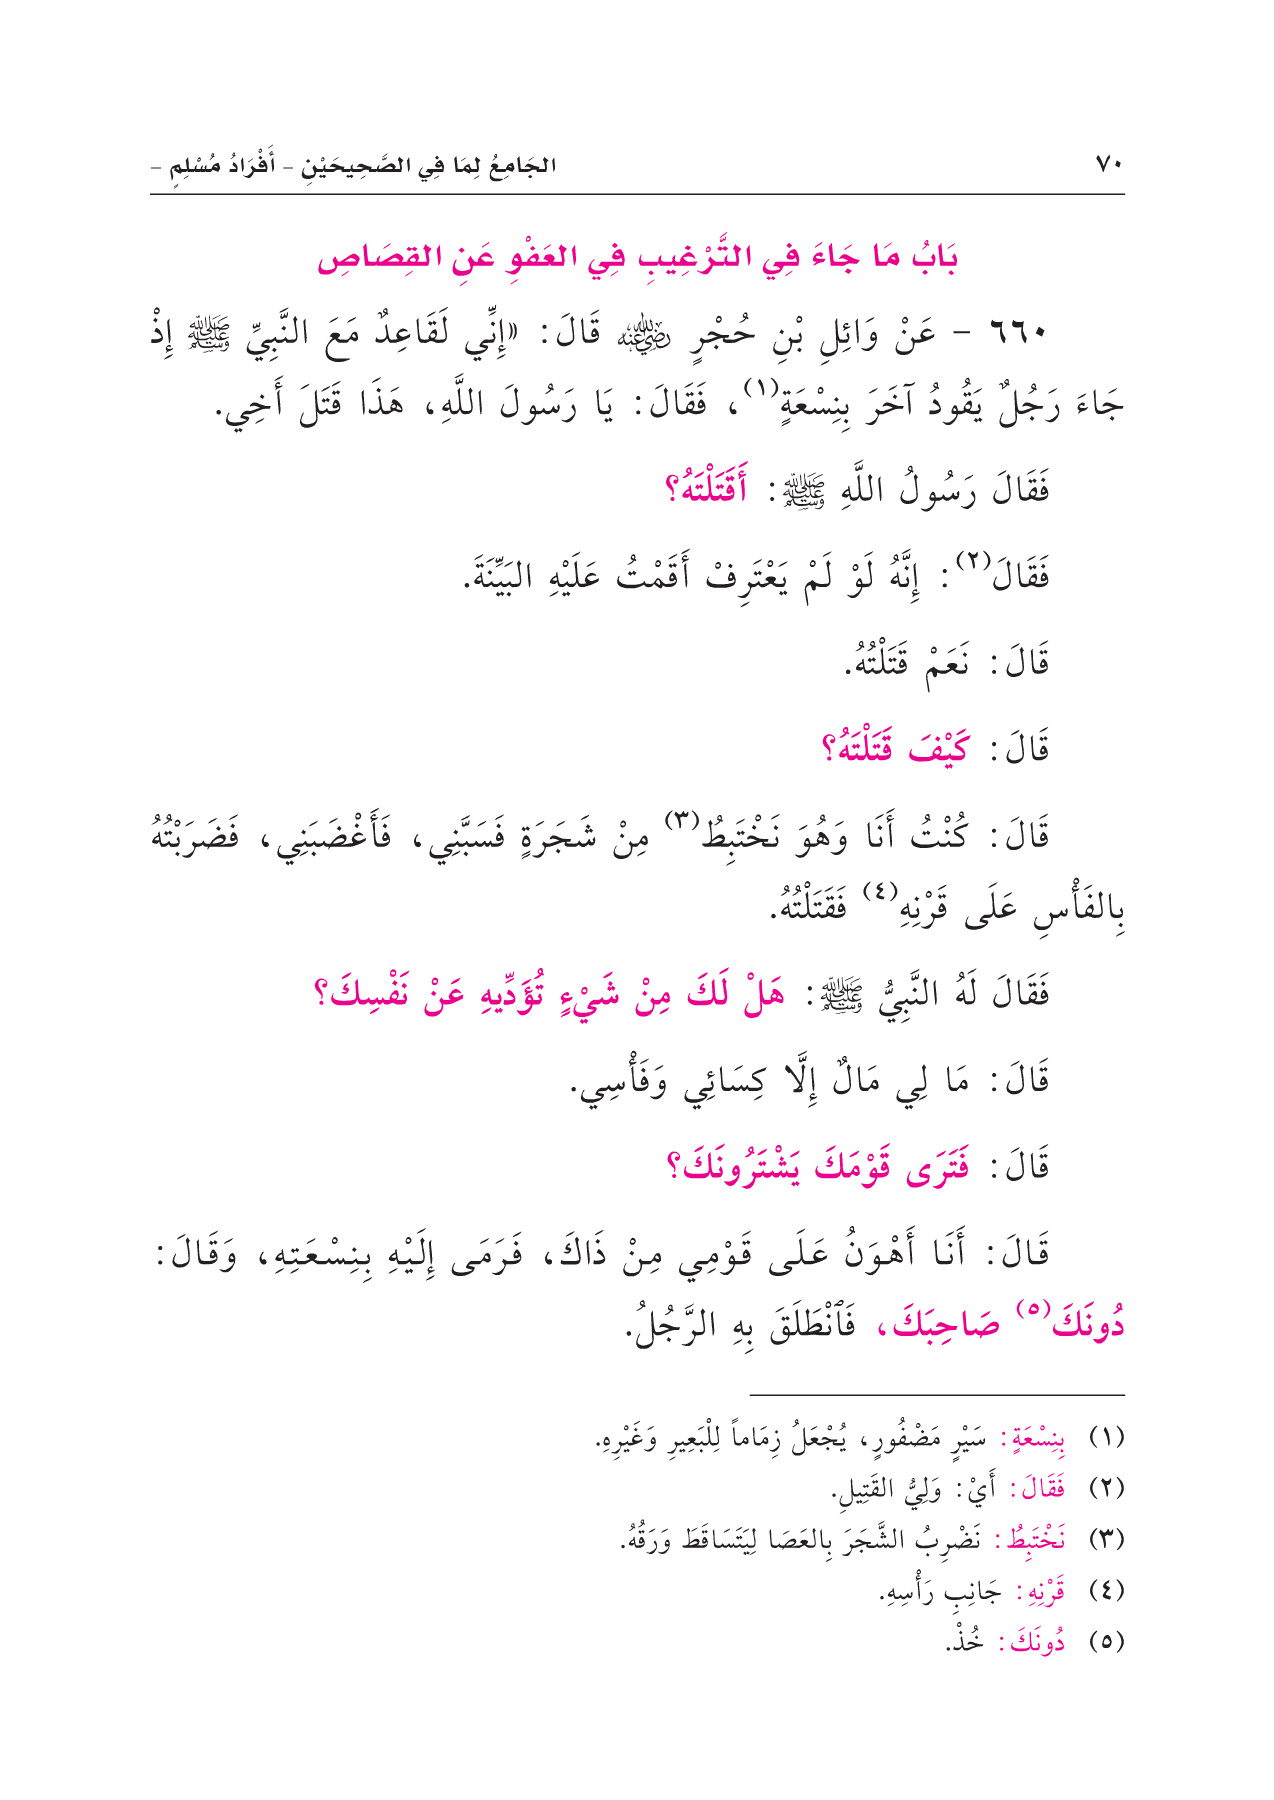 ٧٠ الجَامِعُ لِمَا فِي الصَّحِيحَيْنِ - أَفْرَادُ مُسْلِمٍ -
بَابُ مَا جَاءَ فِي التَّرْغِيبِ فِي العَفْوِ عَنِ القِصَاصِ
٦٦٠ - عَنْ وَائِلِ بْنِ حُجْرٍ رضي الله عنه قَالَ: «إِنِّي لَقَاعِدٌ مَعَ النَّبِيِّ ﷺ إِذْ
جَاءَ رَجُلٌ يَقُودُ آخَرَ بِنِسْعَةٍ(١)، فَقَالَ: يَا رَسُولَ اللَّهِ، هَذَا قَتَلَ أَخِي.
فَقَالَ رَسُولُ اللَّهِ ﷺ: أَقَتَلْتَهُ؟
فَقَالَ(٢): إِنَّهُ لَوْ لَمْ يَعْتَرِفْ أَقَمْتُ عَلَيْهِ البَيِّنَةَ.
قَالَ: نَعَمْ قَتَلْتُهُ.
قَالَ: كَيْفَ قَتَلْتَهُ؟
قَالَ: كُنْتُ أَنَا وَهُوَ نَخْتَبِطُ(٣) مِنْ شَجَرَةٍ فَسَبَّنِي، فَأَغْضَبَنِي، فَضَرَبْتُهُ
بِالفَأْسِ عَلَى قَرْنِهِ(٤) فَقَتَلْتُهُ.
فَقَالَ لَهُ النَّبِيُّ ﷺ: هَلْ لَكَ مِنْ شَيْءٍ تُؤَدِّيهِ عَنْ نَفْسِكَ؟
قَالَ: مَا لِي مَالٌ إِلَّا كِسَائِي وَفَأْسِي.
قَالَ: فَتَرَى قَوْمَكَ يَشْتَرُونَكَ؟
قَالَ: أَنَا أَهْوَنُ عَلَى قَوْمِي مِنْ ذَاكَ، فَرَمَى إِلَيْهِ بِنِسْعَتِهِ، وَقَالَ:
دُونَكَ(٥) صَاحِبَكَ، فَٱنْطَلَقَ بِهِ الرَّجُلُ.
(١) بِنِسْعَةٍ: سَيْرٍ مَضْفُورٍ، يُجْعَلُ زِمَاماً لِلْبَعِيرِ وَغَيْرِهِ.
(٢) فَقَالَ: أَيْ: وَلِيُّ القَتِيلِ.
(٣) نَخْتَبِطُ: نَضْرِبُ الشَّجَرَ بِالعَصَا لِيَتَسَاقَطَ وَرَقُهُ.
(٤) قَرْنِهِ: جَانِبِ رَأْسِهِ.
(٥) دُونَكَ: خُذْ.